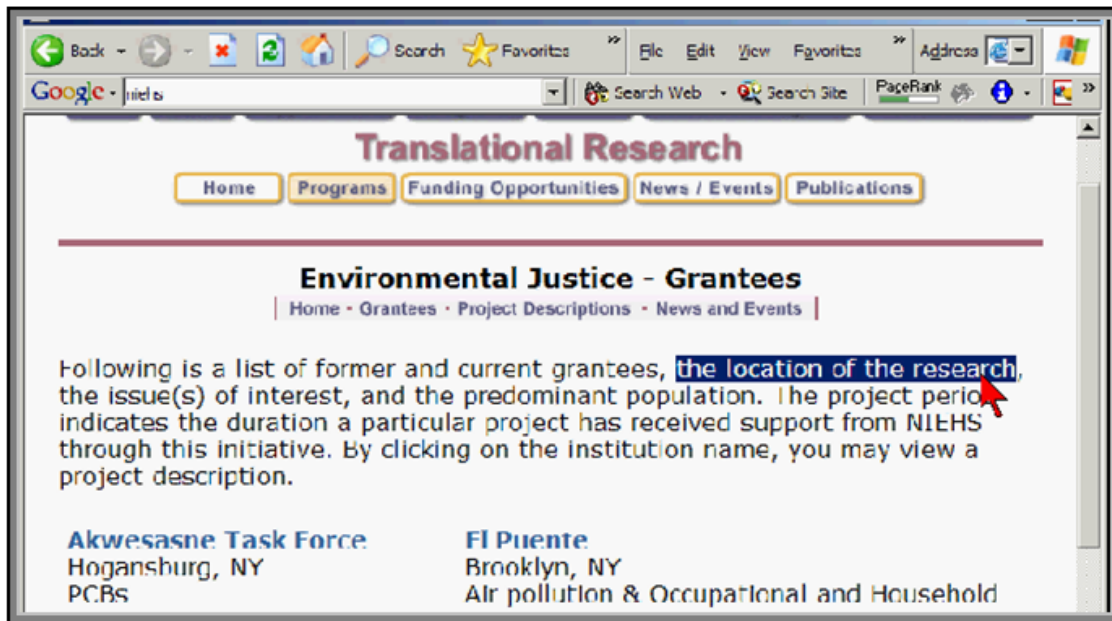 Back Search Favorites » File Edit View Favorites » Address
Google niehs Search Web Search Site PageRank »
Translational Research
Home Programs Funding Opportunities News / Events Publications
Environmental Justice - Grantees
Home - Grantees · Project Descriptions - News and Events
Following is a list of former and current grantees, the location of the research,
the issue(s) of interest, and the predominant population. The project period
indicates the duration a particular project has received support from NIEHS
through this initiative. By clicking on the institution name, you may view a
project description.
Akwesasne Task Force El Puente
Hogansburg, NY Brooklyn, NY
PCBs Air pollution & Occupational and Household